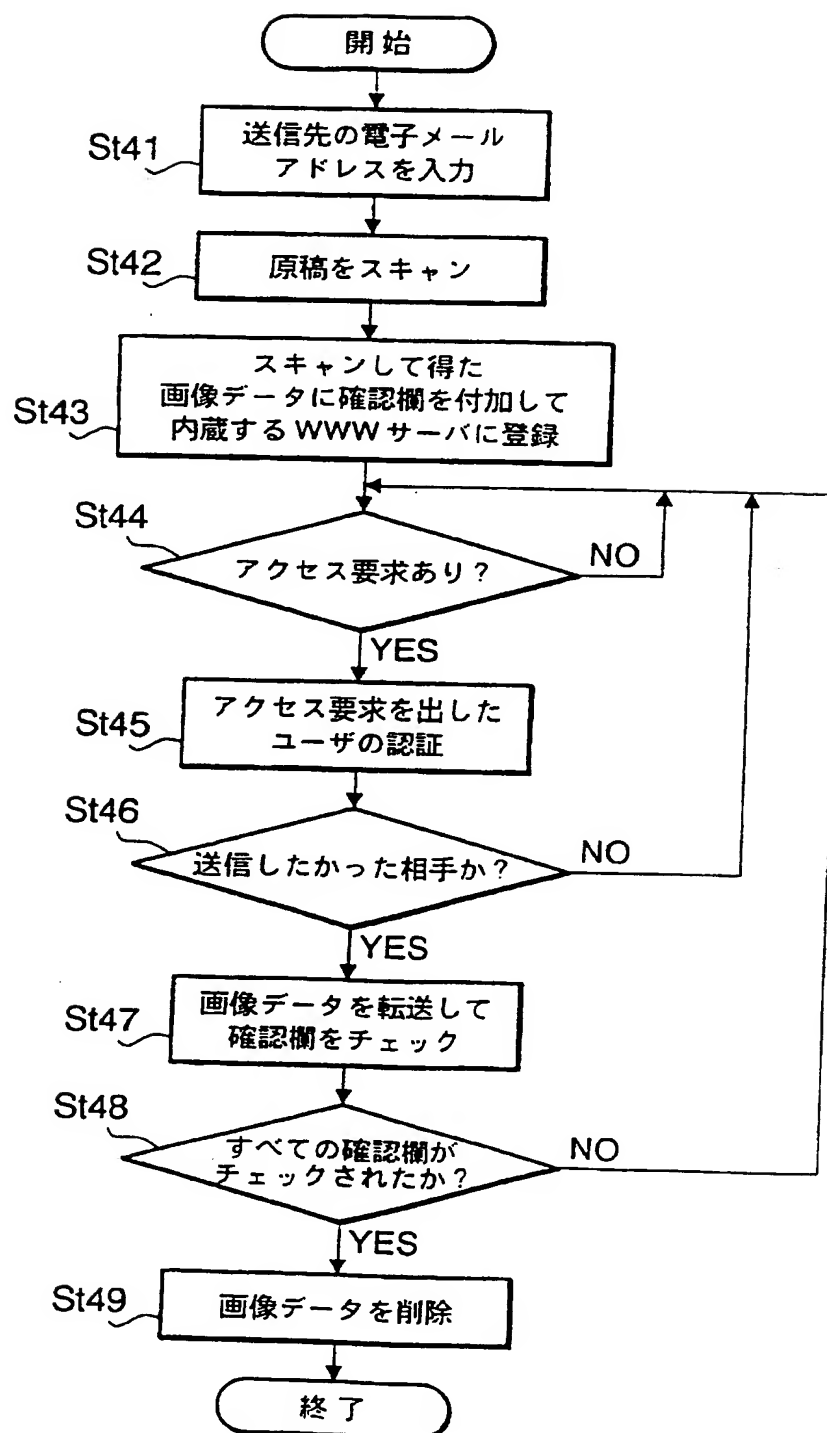 開始
St41
送信先の電子メール
アドレスを入力
St42
原稿をスキャン
St43
スキャンして得た
画像データに確認欄を付加して
内蔵するWWWサーバに登録
St44
アクセス要求あり？
NO
YES
St45
アクセス要求を出した
ユーザの認証
St46
送信したかった相手か？
NO
YES
St47
画像データを転送して
確認欄をチェック
St48
すべての確認欄が
チェックされたか？
NO
YES
St49
画像データを削除
終了